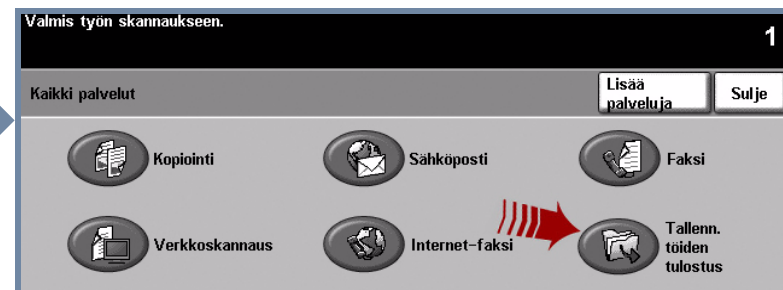 Valmis työn skannaukseen.
1
Kaikki palvelut
Lisää
palveluja
Sulje
Kopiointi
Sähköposti
Faksi
Verkkoskannaus
Internet-faksi
Tallenn.
töiden
tulostus